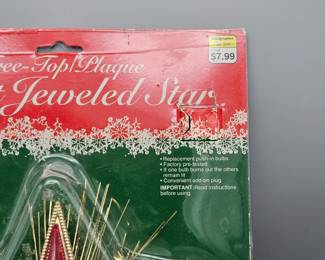 $7.99
ree-Top/Plaque
t Jeweled Star
• Replacement push-in bulbs.
• Factory pre-tested
• If one bulb burns out the others
remain lit
• Convenient add-on plug.
IMPORTANT: Read instructions
before using.